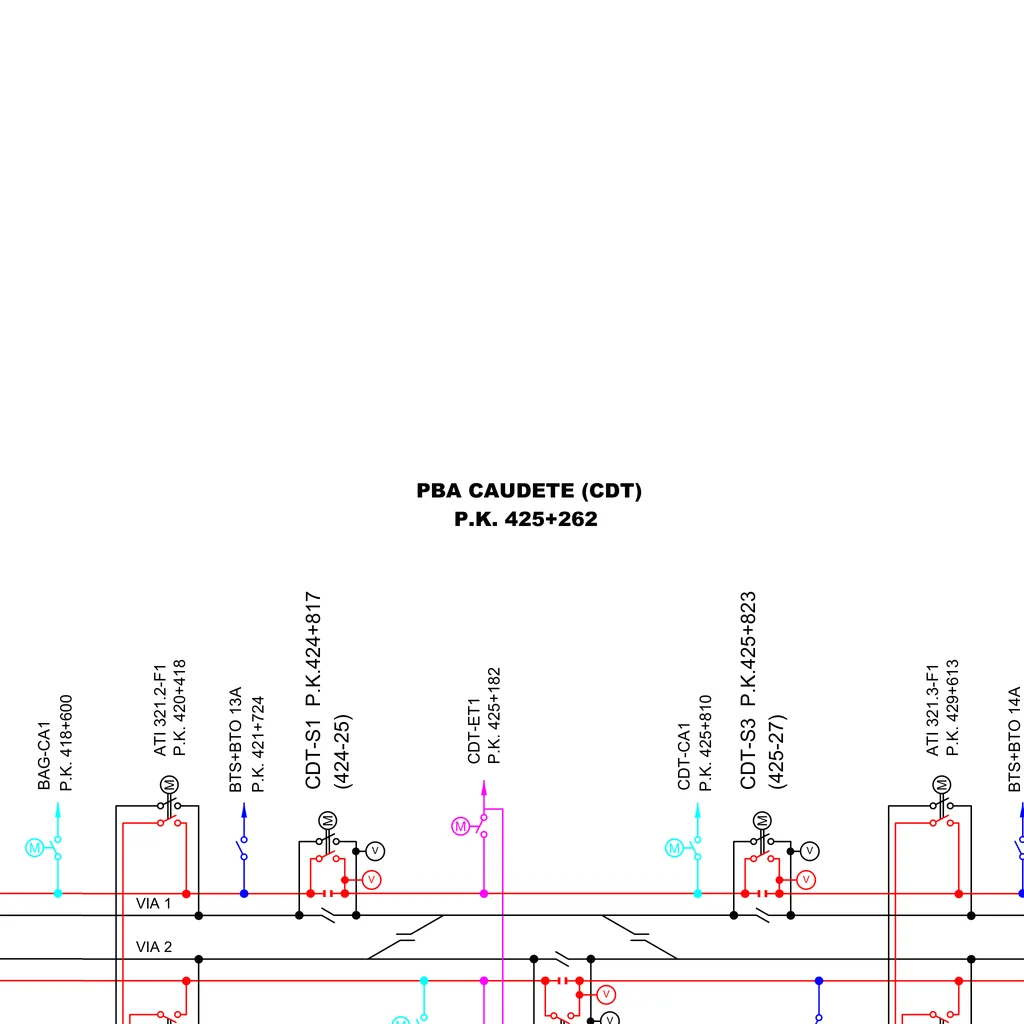 PBA CAUDETE (CDT)
P.K. 425+262
BAG-CA1
P.K. 418+600
ATI 321.2-F1
P.K. 420+418
BTS+BTO 13A
P.K. 421+724
CDT-S1 P.K.424+817
(424-25)
CDT-ET1
P.K. 425+182
CDT-CA1
P.K. 425+810
CDT-S3 P.K.425+823
(425-27)
ATI 321.3-F1
P.K. 429+613
BTS+BTO 14A
M
M
M
M
M
M
M
V
V
V
V
VIA 1
VIA 2
V
V
M